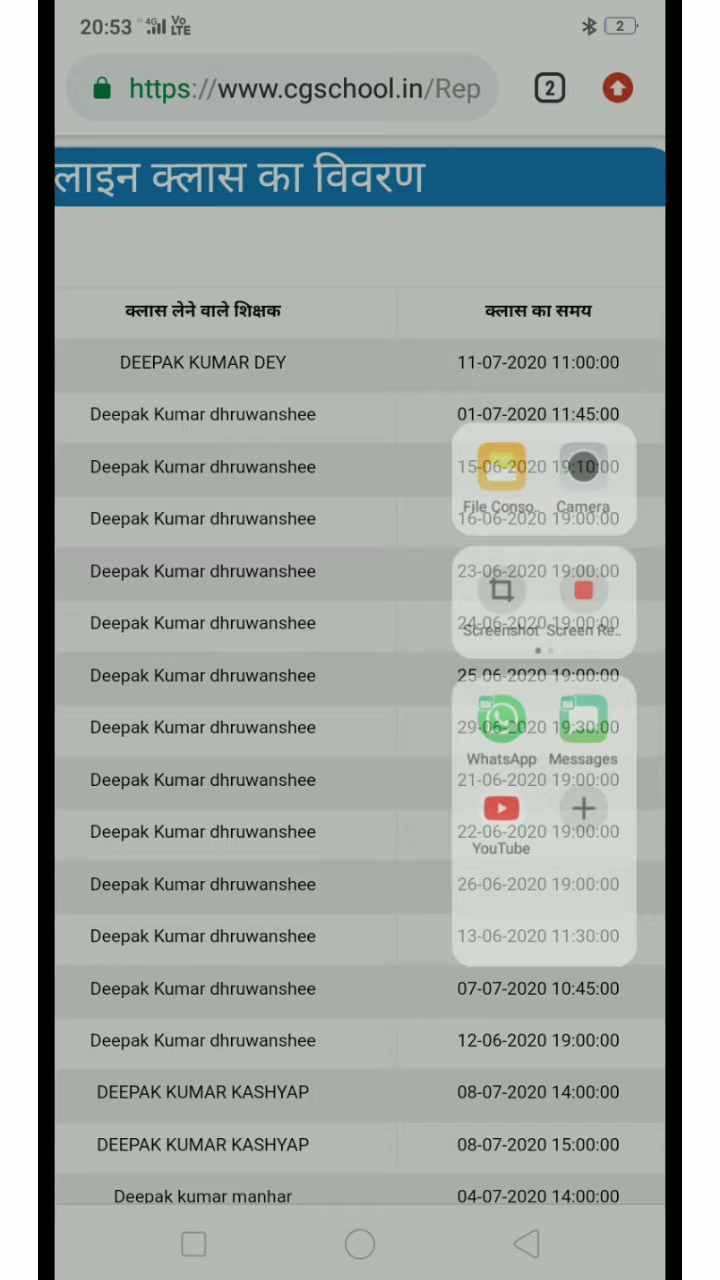 20:53 4G Vo LTE 2
https://www.cgschool.in/Rep 2
लाइन क्लास का विवरण
क्लास लेने वाले शिक्षक क्लास का समय
DEEPAK KUMAR DEY 11-07-2020 11:00:00
Deepak Kumar dhruwanshee 01-07-2020 11:45:00
Deepak Kumar dhruwanshee 15-06-2020 19:10:00
File Conso.. Camera
Deepak Kumar dhruwanshee 16-06-2020 19:00:00
Deepak Kumar dhruwanshee 23-06-2020 19:00:00
Deepak Kumar dhruwanshee 24-06-2020 19:00:00
Screenshot Screen Re..
Deepak Kumar dhruwanshee 25-06-2020 19:00:00
Deepak Kumar dhruwanshee 29-06-2020 19:30:00
WhatsApp Messages
Deepak Kumar dhruwanshee 21-06-2020 19:00:00
Deepak Kumar dhruwanshee 22-06-2020 19:00:00
YouTube
Deepak Kumar dhruwanshee 26-06-2020 19:00:00
Deepak Kumar dhruwanshee 13-06-2020 11:30:00
Deepak Kumar dhruwanshee 07-07-2020 10:45:00
Deepak Kumar dhruwanshee 12-06-2020 19:00:00
DEEPAK KUMAR KASHYAP 08-07-2020 14:00:00
DEEPAK KUMAR KASHYAP 08-07-2020 15:00:00
Deepak kumar manhar 04-07-2020 14:00:00